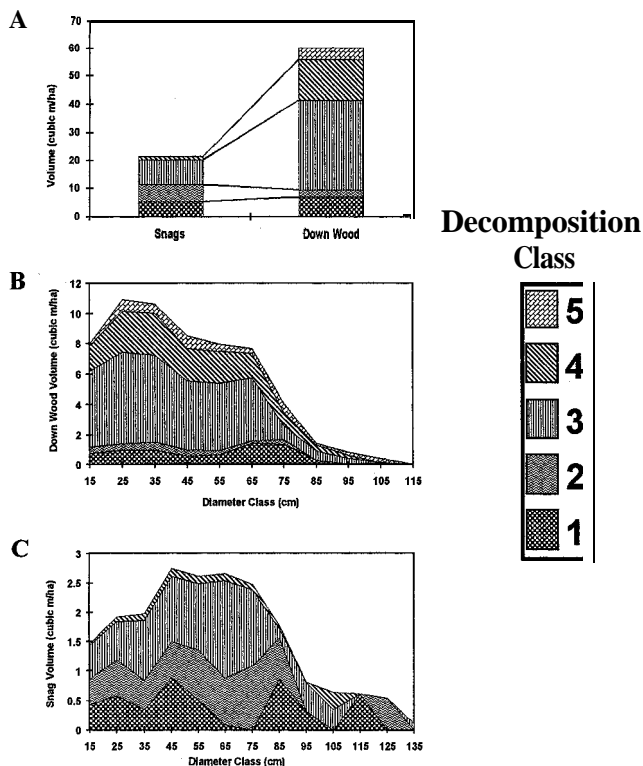 A
70
60
50
40
30
20
10
0
Volume (cubic m/ha)
Snags Down Wood
B
12
10
8
6
4
2
0
Down Wood Volume (cubic m/ha)
15 25 35 45 55 65 75 85 95 105 115
Diameter Class (cm)
C
3
2.5
2
1.5
1
0.5
0
Snag Volume (cubic m/ha)
15 25 35 45 55 65 75 85 95 105 115 125 135
Diameter Class (cm)
Decomposition
Class
5
4
3
2
1